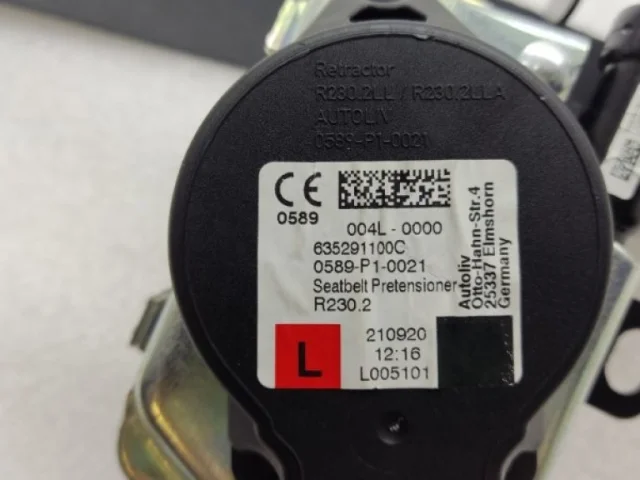 Retractor
R230.2LL / R230.2LLA
AUTOLIV
0589-P1-0021
CE
0589
004L - 0000
635291100C
0589-P1-0021
Seatbelt Pretensioner
R230.2
Autoliv
Otto-Hahn-Str.4
25337 Elmshorn
Germany
L
210920
12:16
L005101